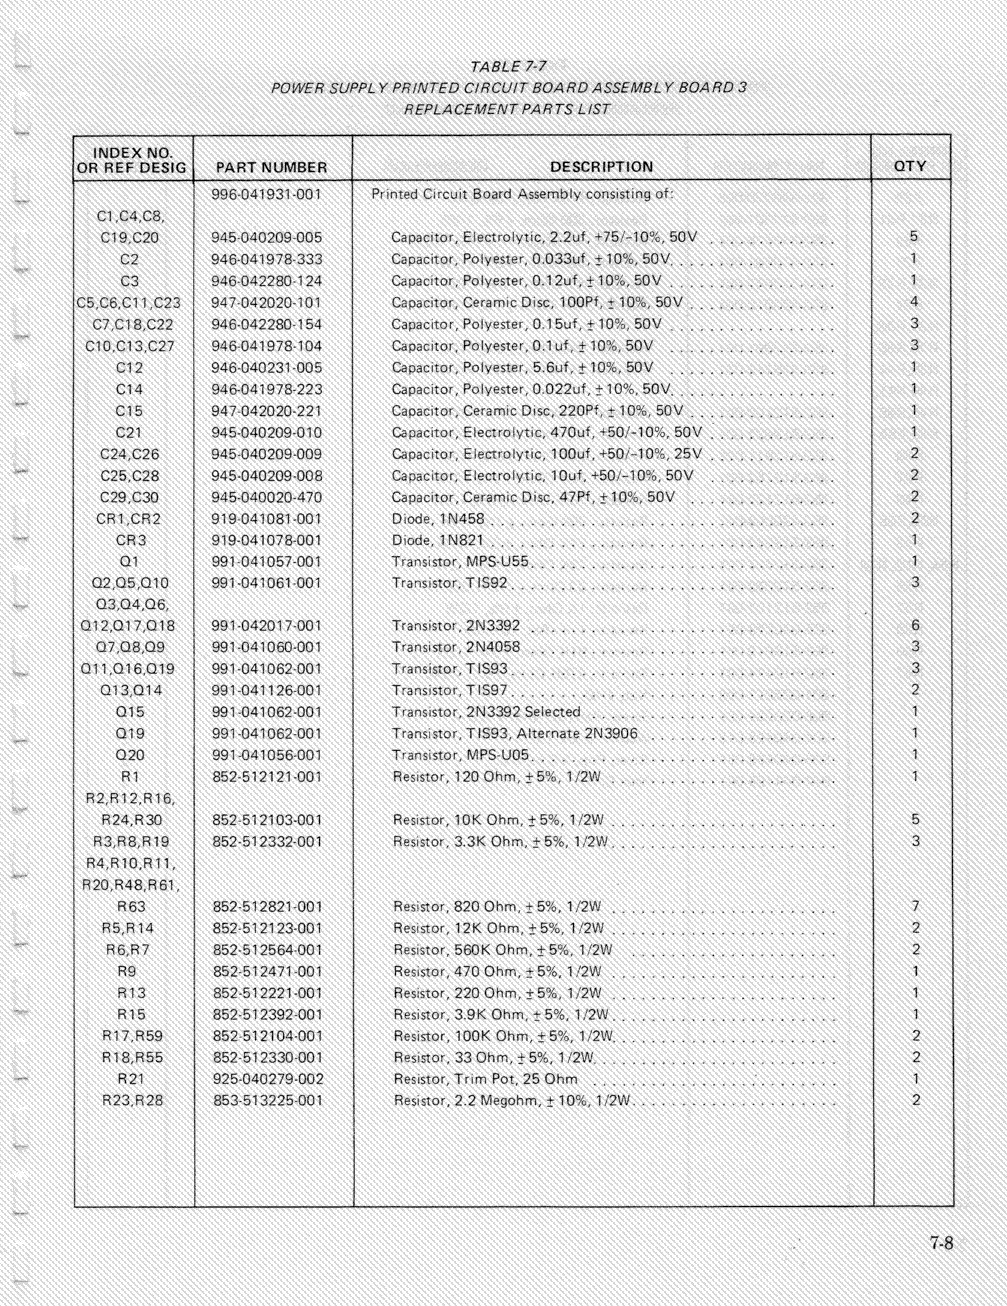 TABLE 7-7
POWER SUPPLY PRINTED CIRCUIT BOARD ASSEMBLY BOARD 3
REPLACEMENT PARTS LIST
INDEX NO.
OR REF DESIG PART NUMBER DESCRIPTION QTY
996-041931-001 Printed Circuit Board Assembly consisting of:
C1,C4,C8,
C19,C20 945-040209-005 Capacitor, Electrolytic, 2.2uf, +75/-10%, 50V . . . . . . . . . . . . . 5
C2 946-041978-333 Capacitor, Polyester, 0.033uf, ±10%, 50V. . . . . . . . . . . . . . . . . 1
C3 946-042280-124 Capacitor, Polyester, 0.12uf, ±10%, 50V . . . . . . . . . . . . . . . . . 1
C5,C6,C11,C23 947-042020-101 Capacitor, Ceramic Disc, 100Pf, ±10%, 50V . . . . . . . . . . . . . . . 4
C7,C18,C22 946-042280-154 Capacitor, Polyester, 0.15uf, ±10%, 50V . . . . . . . . . . . . . . . . . 3
C10,C13,C27 946-041978-104 Capacitor, Polyester, 0.1uf, ±10%, 50V . . . . . . . . . . . . . . . . . 3
C12 946-040231-005 Capacitor, Polyester, 5.6uf, ±10%, 50V . . . . . . . . . . . . . . . . . 1
C14 946-041978-223 Capacitor, Polyester, 0.022uf, ±10%, 50V. . . . . . . . . . . . . . . . . 1
C15 947-042020-221 Capacitor, Ceramic Disc, 220Pf, ±10%, 50V . . . . . . . . . . . . . . . 1
C21 945-040209-010 Capacitor, Electrolytic, 470uf, +50/-10%, 50V . . . . . . . . . . . . . 1
C24,C26 945-040209-009 Capacitor, Electrolytic, 100uf, +50/-10%, 25V . . . . . . . . . . . . . 2
C25,C28 945-040209-008 Capacitor, Electrolytic, 10uf, +50/-10%, 50V . . . . . . . . . . . . . 2
C29,C30 945-040020-470 Capacitor, Ceramic Disc, 47Pf, ±10%, 50V . . . . . . . . . . . . . . . . 2
CR1,CR2 919-041081-001 Diode, 1N458 . . . . . . . . . . . . . . . . . . . . . . . . . . . . . . . . . . . 2
CR3 919-041078-001 Diode, 1N821 . . . . . . . . . . . . . . . . . . . . . . . . . . . . . . . . . . . 1
Q1 991-041057-001 Transistor, MPS-U55. . . . . . . . . . . . . . . . . . . . . . . . . . . . . . . 1
Q2,Q5,Q10 991-041061-001 Transistor, TIS92. . . . . . . . . . . . . . . . . . . . . . . . . . . . . . . . . 3
Q3,Q4,Q6,
Q12,Q17,Q18 991-042017-001 Transistor, 2N3392 . . . . . . . . . . . . . . . . . . . . . . . . . . . . . . . 6
Q7,Q8,Q9 991-041060-001 Transistor, 2N4058 . . . . . . . . . . . . . . . . . . . . . . . . . . . . . . . 3
Q11,Q16,Q19 991-041062-001 Transistor, TIS93. . . . . . . . . . . . . . . . . . . . . . . . . . . . . . . . . 3
Q13,Q14 991-041126-001 Transistor, TIS97. . . . . . . . . . . . . . . . . . . . . . . . . . . . . . . . . 2
Q15 991-041062-001 Transistor, 2N3392 Selected . . . . . . . . . . . . . . . . . . . . . . . . . 1
Q19 991-041062-001 Transistor, TIS93, Alternate 2N3906 . . . . . . . . . . . . . . . . 1
Q20 991-041056-001 Transistor, MPS-U05. . . . . . . . . . . . . . . . . . . . . . . . . . . . . . . 1
R1 852-512121-001 Resistor, 120 Ohm, ±5%, 1/2W . . . . . . . . . . . . . . . . . . . . . . . 1
R2,R12,R16,
R24,R30 852-512103-001 Resistor, 10K Ohm, ±5%, 1/2W . . . . . . . . . . . . . . . . . . . . . . . 5
R3,R8,R19 852-512332-001 Resistor, 3.3K Ohm, ±5%, 1/2W. . . . . . . . . . . . . . . . . . . . . . . 3
R4,R10,R11,
R20,R48,R61,
R63 852-512821-001 Resistor, 820 Ohm, ±5%, 1/2W . . . . . . . . . . . . . . . . . . . . . . . 7
R5,R14 852-512123-001 Resistor, 12K Ohm, ±5%, 1/2W . . . . . . . . . . . . . . . . . . . . . . . 2
R6,R7 852-512564-001 Resistor, 560K Ohm, ±5%, 1/2W . . . . . . . . . . . . . . . . . . . . . 2
R9 852-512471-001 Resistor, 470 Ohm, ±5%, 1/2W . . . . . . . . . . . . . . . . . . . . . . . 1
R13 852-512221-001 Resistor, 220 Ohm, ±5%, 1/2W . . . . . . . . . . . . . . . . . . . . . . . 1
R15 852-512392-001 Resistor, 3.9K Ohm, ±5%, 1/2W. . . . . . . . . . . . . . . . . . . . . . . 1
R17,R59 852-512104-001 Resistor, 100K Ohm, ±5%, 1/2W. . . . . . . . . . . . . . . . . . . . . . . 2
R18,R55 852-512330-001 Resistor, 33 Ohm, ±5%, 1/2W. . . . . . . . . . . . . . . . . . . . . . . . . 2
R21 925-040279-002 Resistor, Trim Pot, 25 Ohm . . . . . . . . . . . . . . . . . . . . . . . . . 1
R23,R28 853-513225-001 Resistor, 2.2 Megohm, ±10%, 1/2W. . . . . . . . . . . . . . . . . . . . . 2
7-8